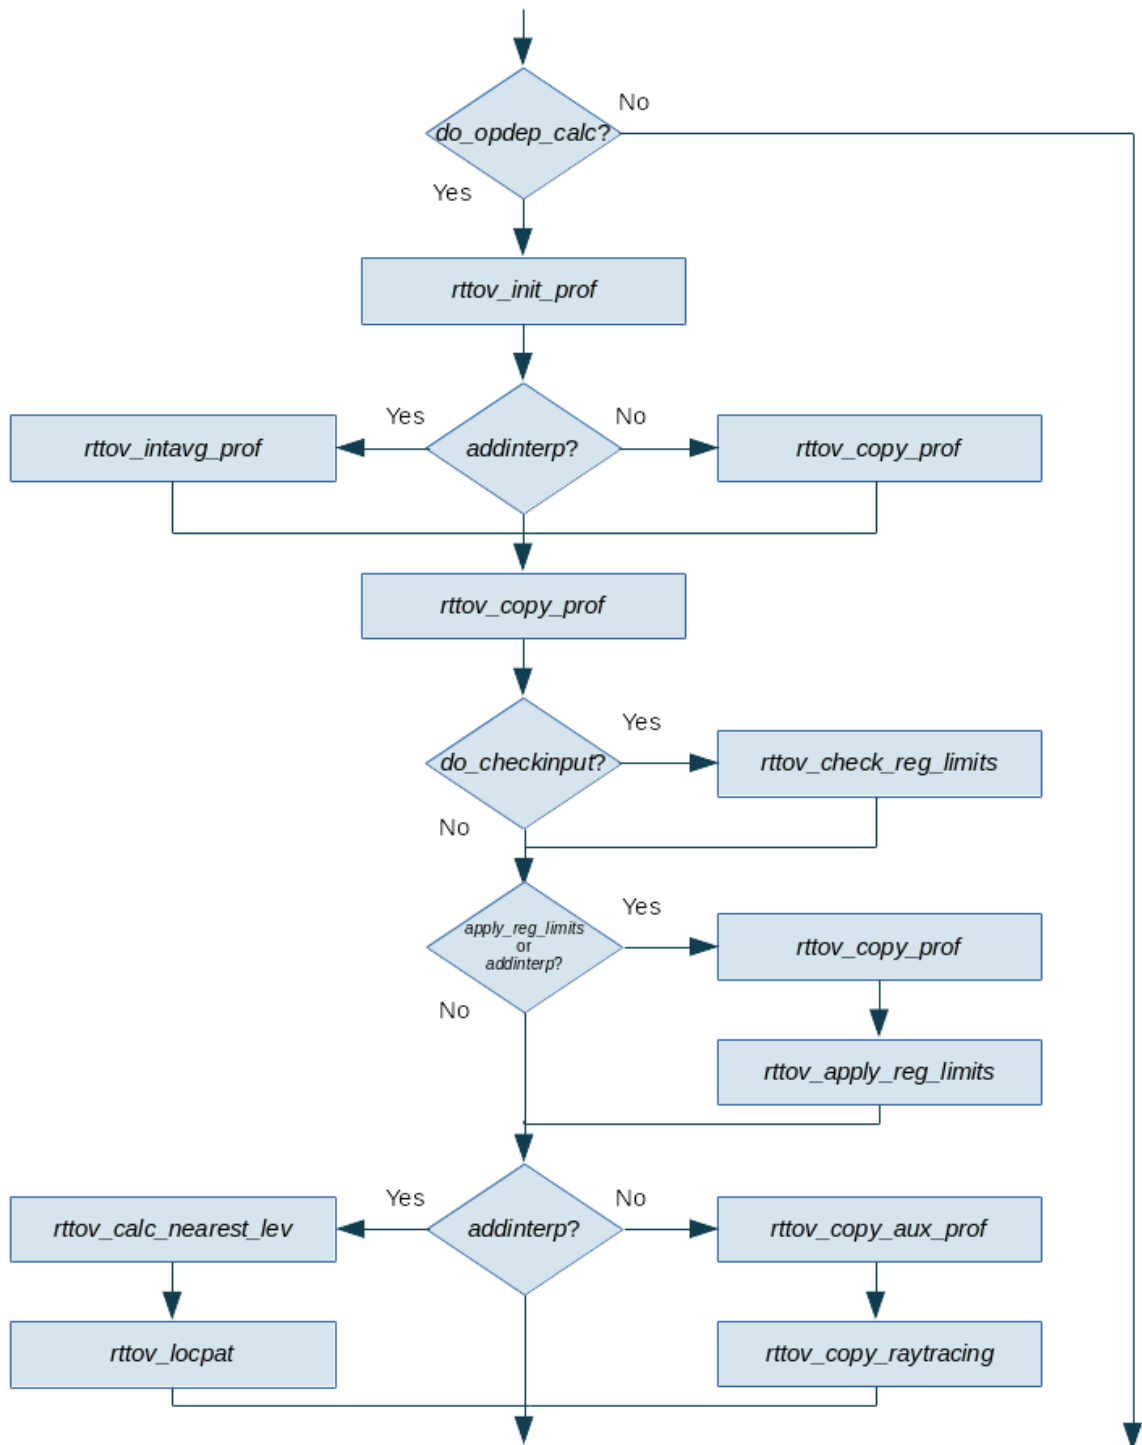 No
do_opdep_calc?
Yes
rttov_init_prof
Yes
No
rttov_intavg_prof
addinterp?
rttov_copy_prof
rttov_copy_prof
Yes
do_checkinput?
rttov_check_reg_limits
No
Yes
apply_reg_limits
or
addinterp?
rttov_copy_prof
No
rttov_apply_reg_limits
Yes
No
rttov_calc_nearest_lev
addinterp?
rttov_copy_aux_prof
rttov_locpat
rttov_copy_raytracing